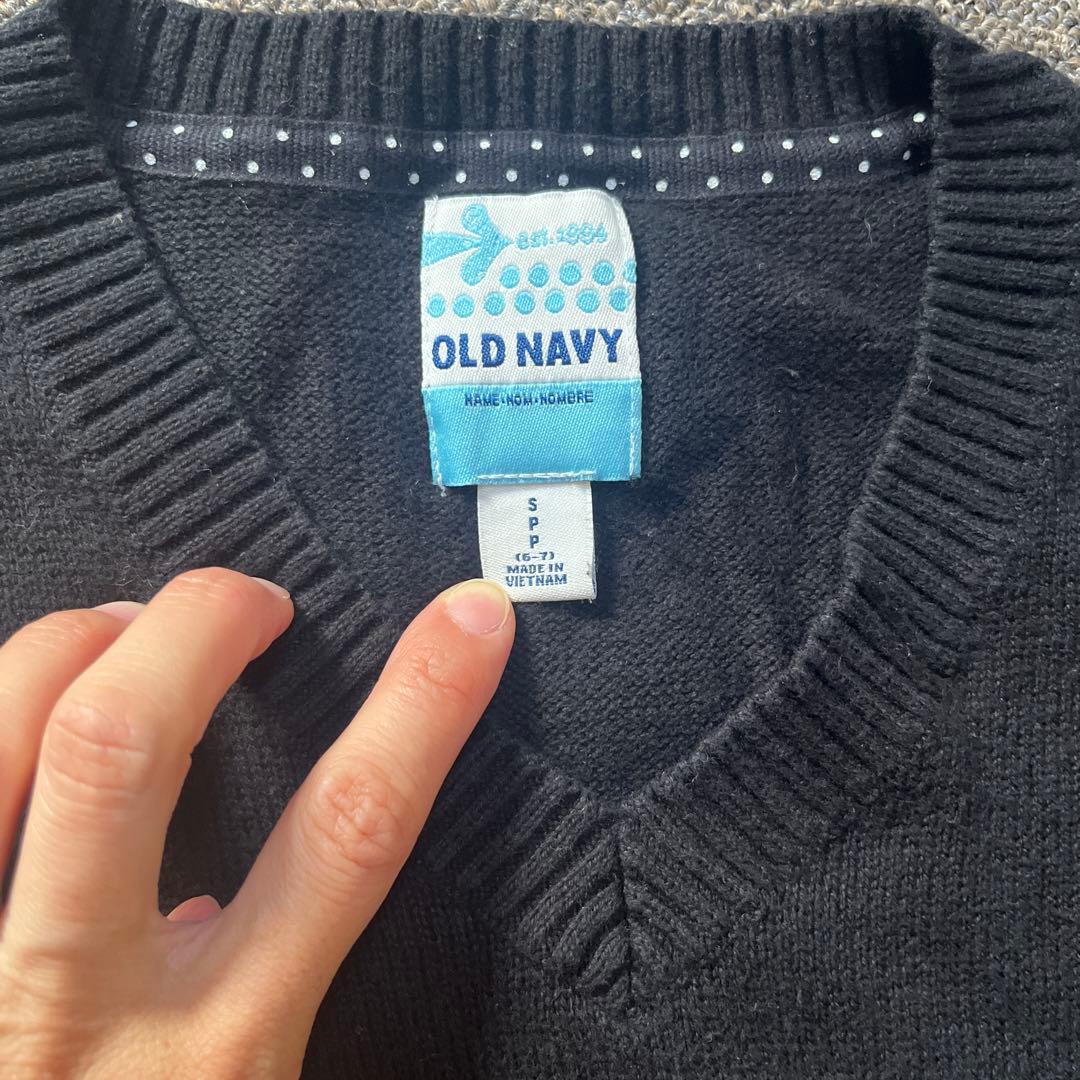 est. 1994
OLD NAVY
NAME•NOM•NOMBRE
S
P
P
(6-7)
MADE IN
VIETNAM